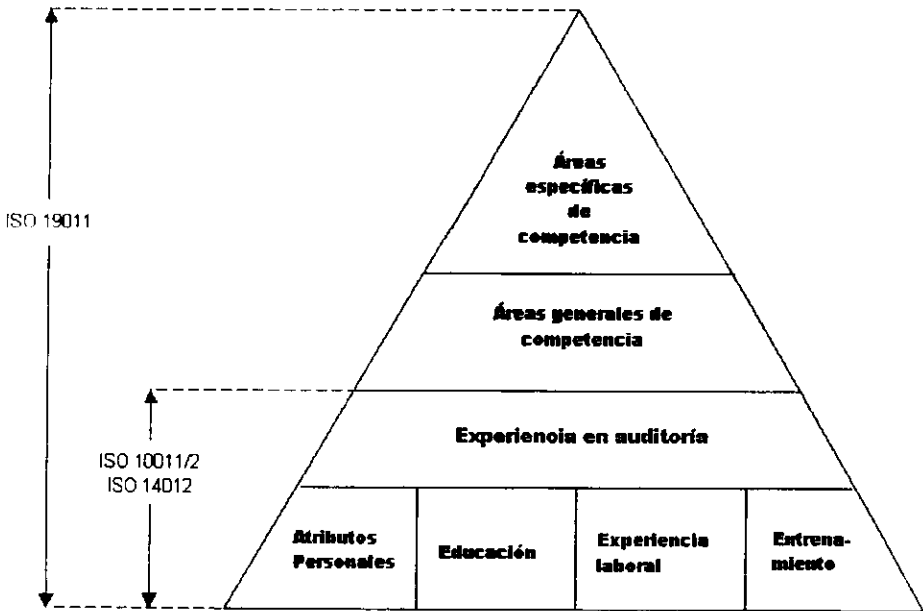 Áreas
específicas
de
competencia
ISO 19011
Áreas generales de
competencia
Experiencia en auditoría
ISO 10011/2
ISO 14012
Atributos
Personales
Educación
Experiencia
laboral
Entrena-
miento